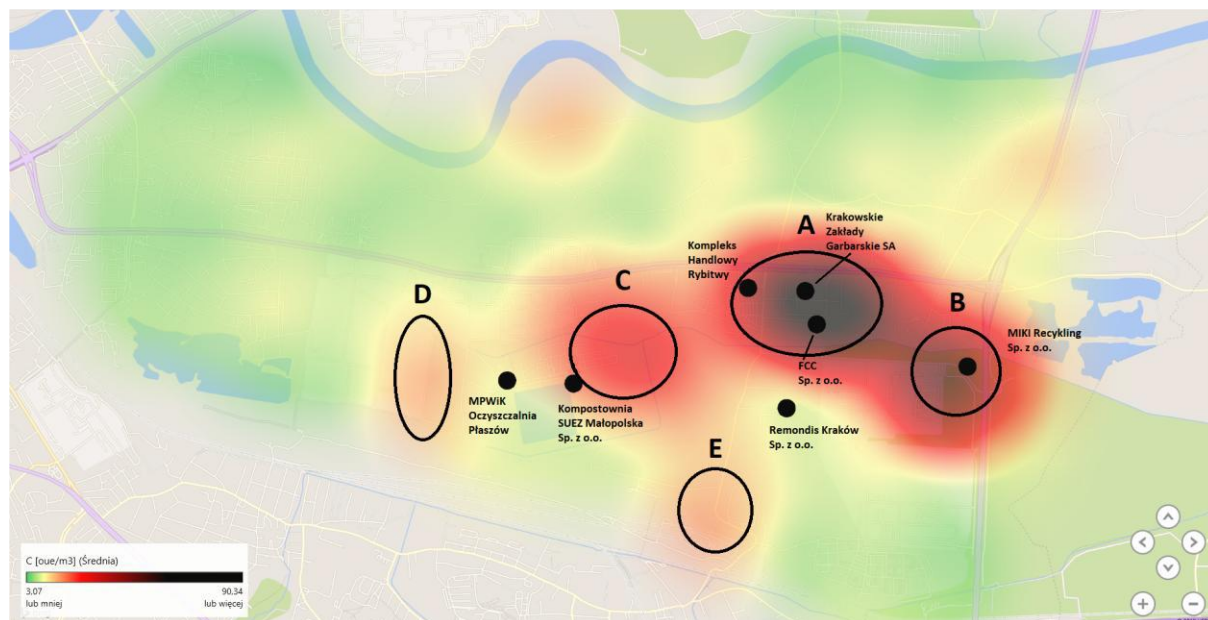 A
Krakowskie
Zakłady
Garbarskie SA
Kompleks
Handlowy
Rybitwy
C
D
B
MIKI Recykling
Sp. z o.o.
FCC
Sp. z o.o.
MPWiK
Oczyszczalnia
Płaszów
Kompostownia
SUEZ Małopolska
Sp. z o.o.
Remondis Kraków
Sp. z o.o.
E
C [oue/m3] (Średnia)
3,07 90,34
lub mniej lub więcej